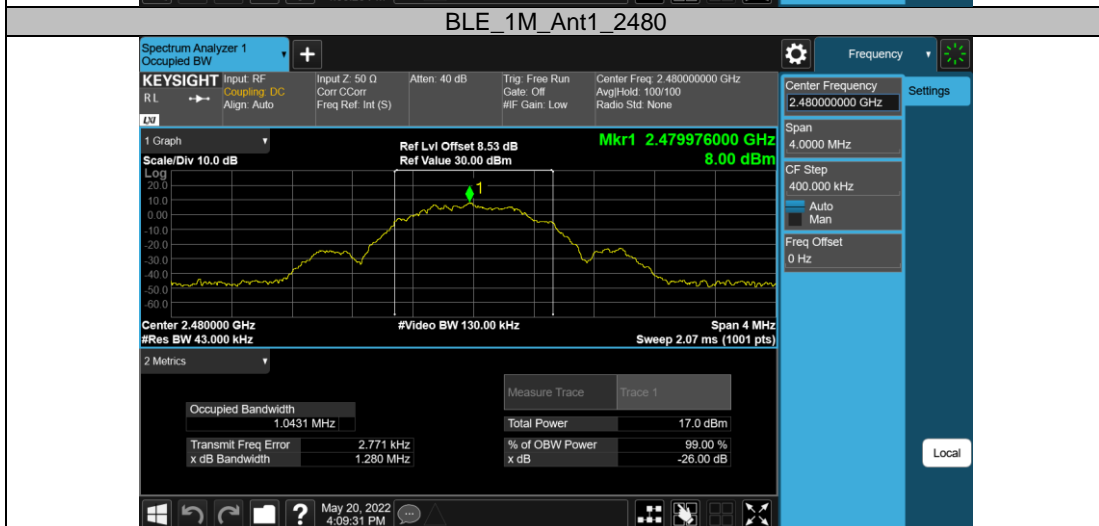 BLE_1M_Ant1_2480
Spectrum Analyzer 1
Occupied BW
+
Frequency
KEYSIGHT Input: RF Input Z: 50 Ω Atten: 40 dB Trig: Free Run Center Freq: 2.480000000 GHz
R L Coupling: DC Corr CCorr Gate: Off Avg|Hold: 100/100
Align: Auto Freq Ref: Int (S) #IF Gain: Low Radio Std: None
LXI
Center Frequency
2.480000000 GHz
Settings
Span
4.0000 MHz
CF Step
400.000 kHz
Auto
Man
Freq Offset
0 Hz
1 Graph
Ref Lvl Offset 8.53 dB
Mkr1 2.479976000 GHz
Scale/Div 10.0 dB
Ref Value 30.00 dBm
8.00 dBm
Log
20.0
10.0
0.00
-10.0
-20.0
-30.0
-40.0
-50.0
-60.0
1
Center 2.480000 GHz #Video BW 130.00 kHz Span 4 MHz
#Res BW 43.000 kHz Sweep 2.07 ms (1001 pts)
2 Metrics
Measure Trace Trace 1
Occupied Bandwidth
1.0431 MHz
Total Power 17.0 dBm
Transmit Freq Error 2.771 kHz
% of OBW Power 99.00 %
x dB Bandwidth 1.280 MHz
x dB -26.00 dB
Local
?
May 20, 2022
4:09:31 PM